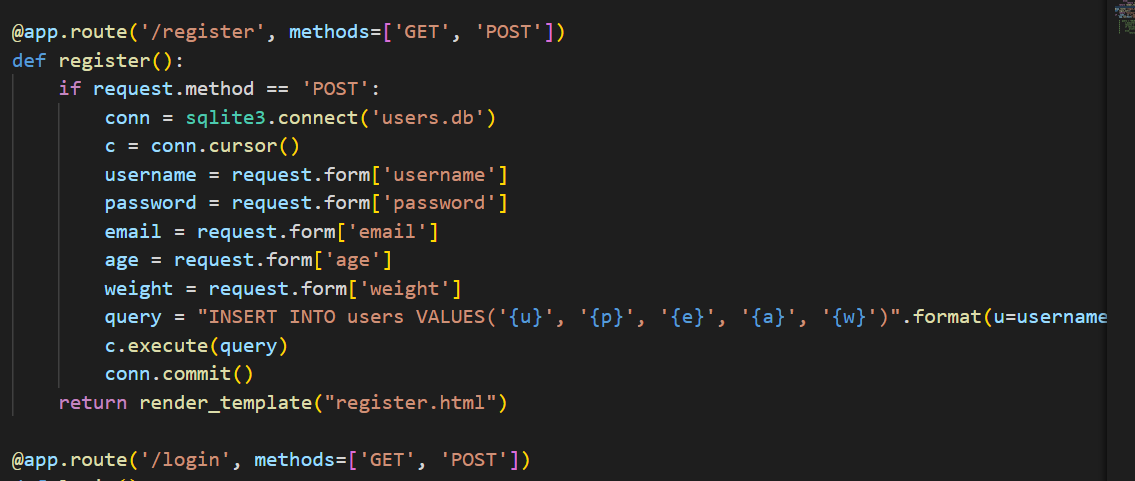 @app.route('/register', methods=['GET', 'POST'])
def register():
    if request.method == 'POST':
        conn = sqlite3.connect('users.db')
        c = conn.cursor()
        username = request.form['username']
        password = request.form['password']
        email = request.form['email']
        age = request.form['age']
        weight = request.form['weight']
        query = "INSERT INTO users VALUES('{u}', '{p}', '{e}', '{a}', '{w}')".format(u=username
        c.execute(query)
        conn.commit()
    return render_template("register.html")
@app.route('/login', methods=['GET', 'POST'])